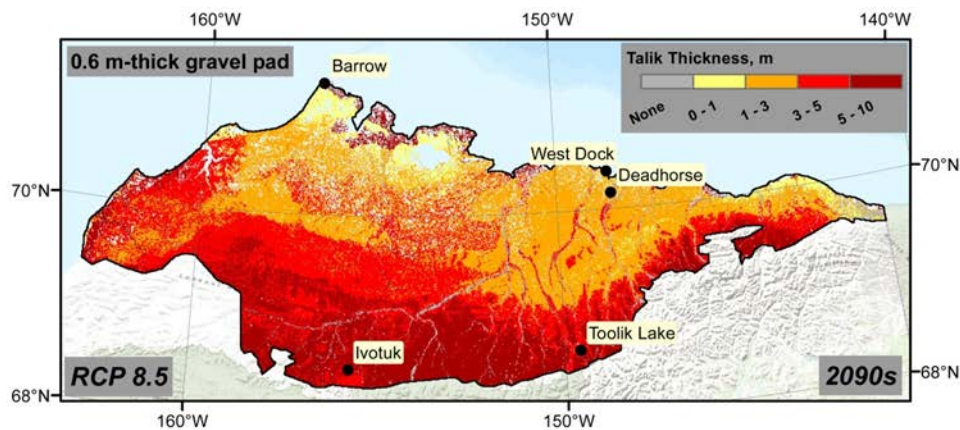 160°W
150°W
140°W
0.6 m-thick gravel pad
Barrow
Talik Thickness, m
None
0 - 1
1 - 3
3 - 5
5 - 10
West Dock
Deadhorse
70°N
70°N
Toolik Lake
Ivotuk
RCP 8.5
2090s
68°N
68°N
160°W
150°W